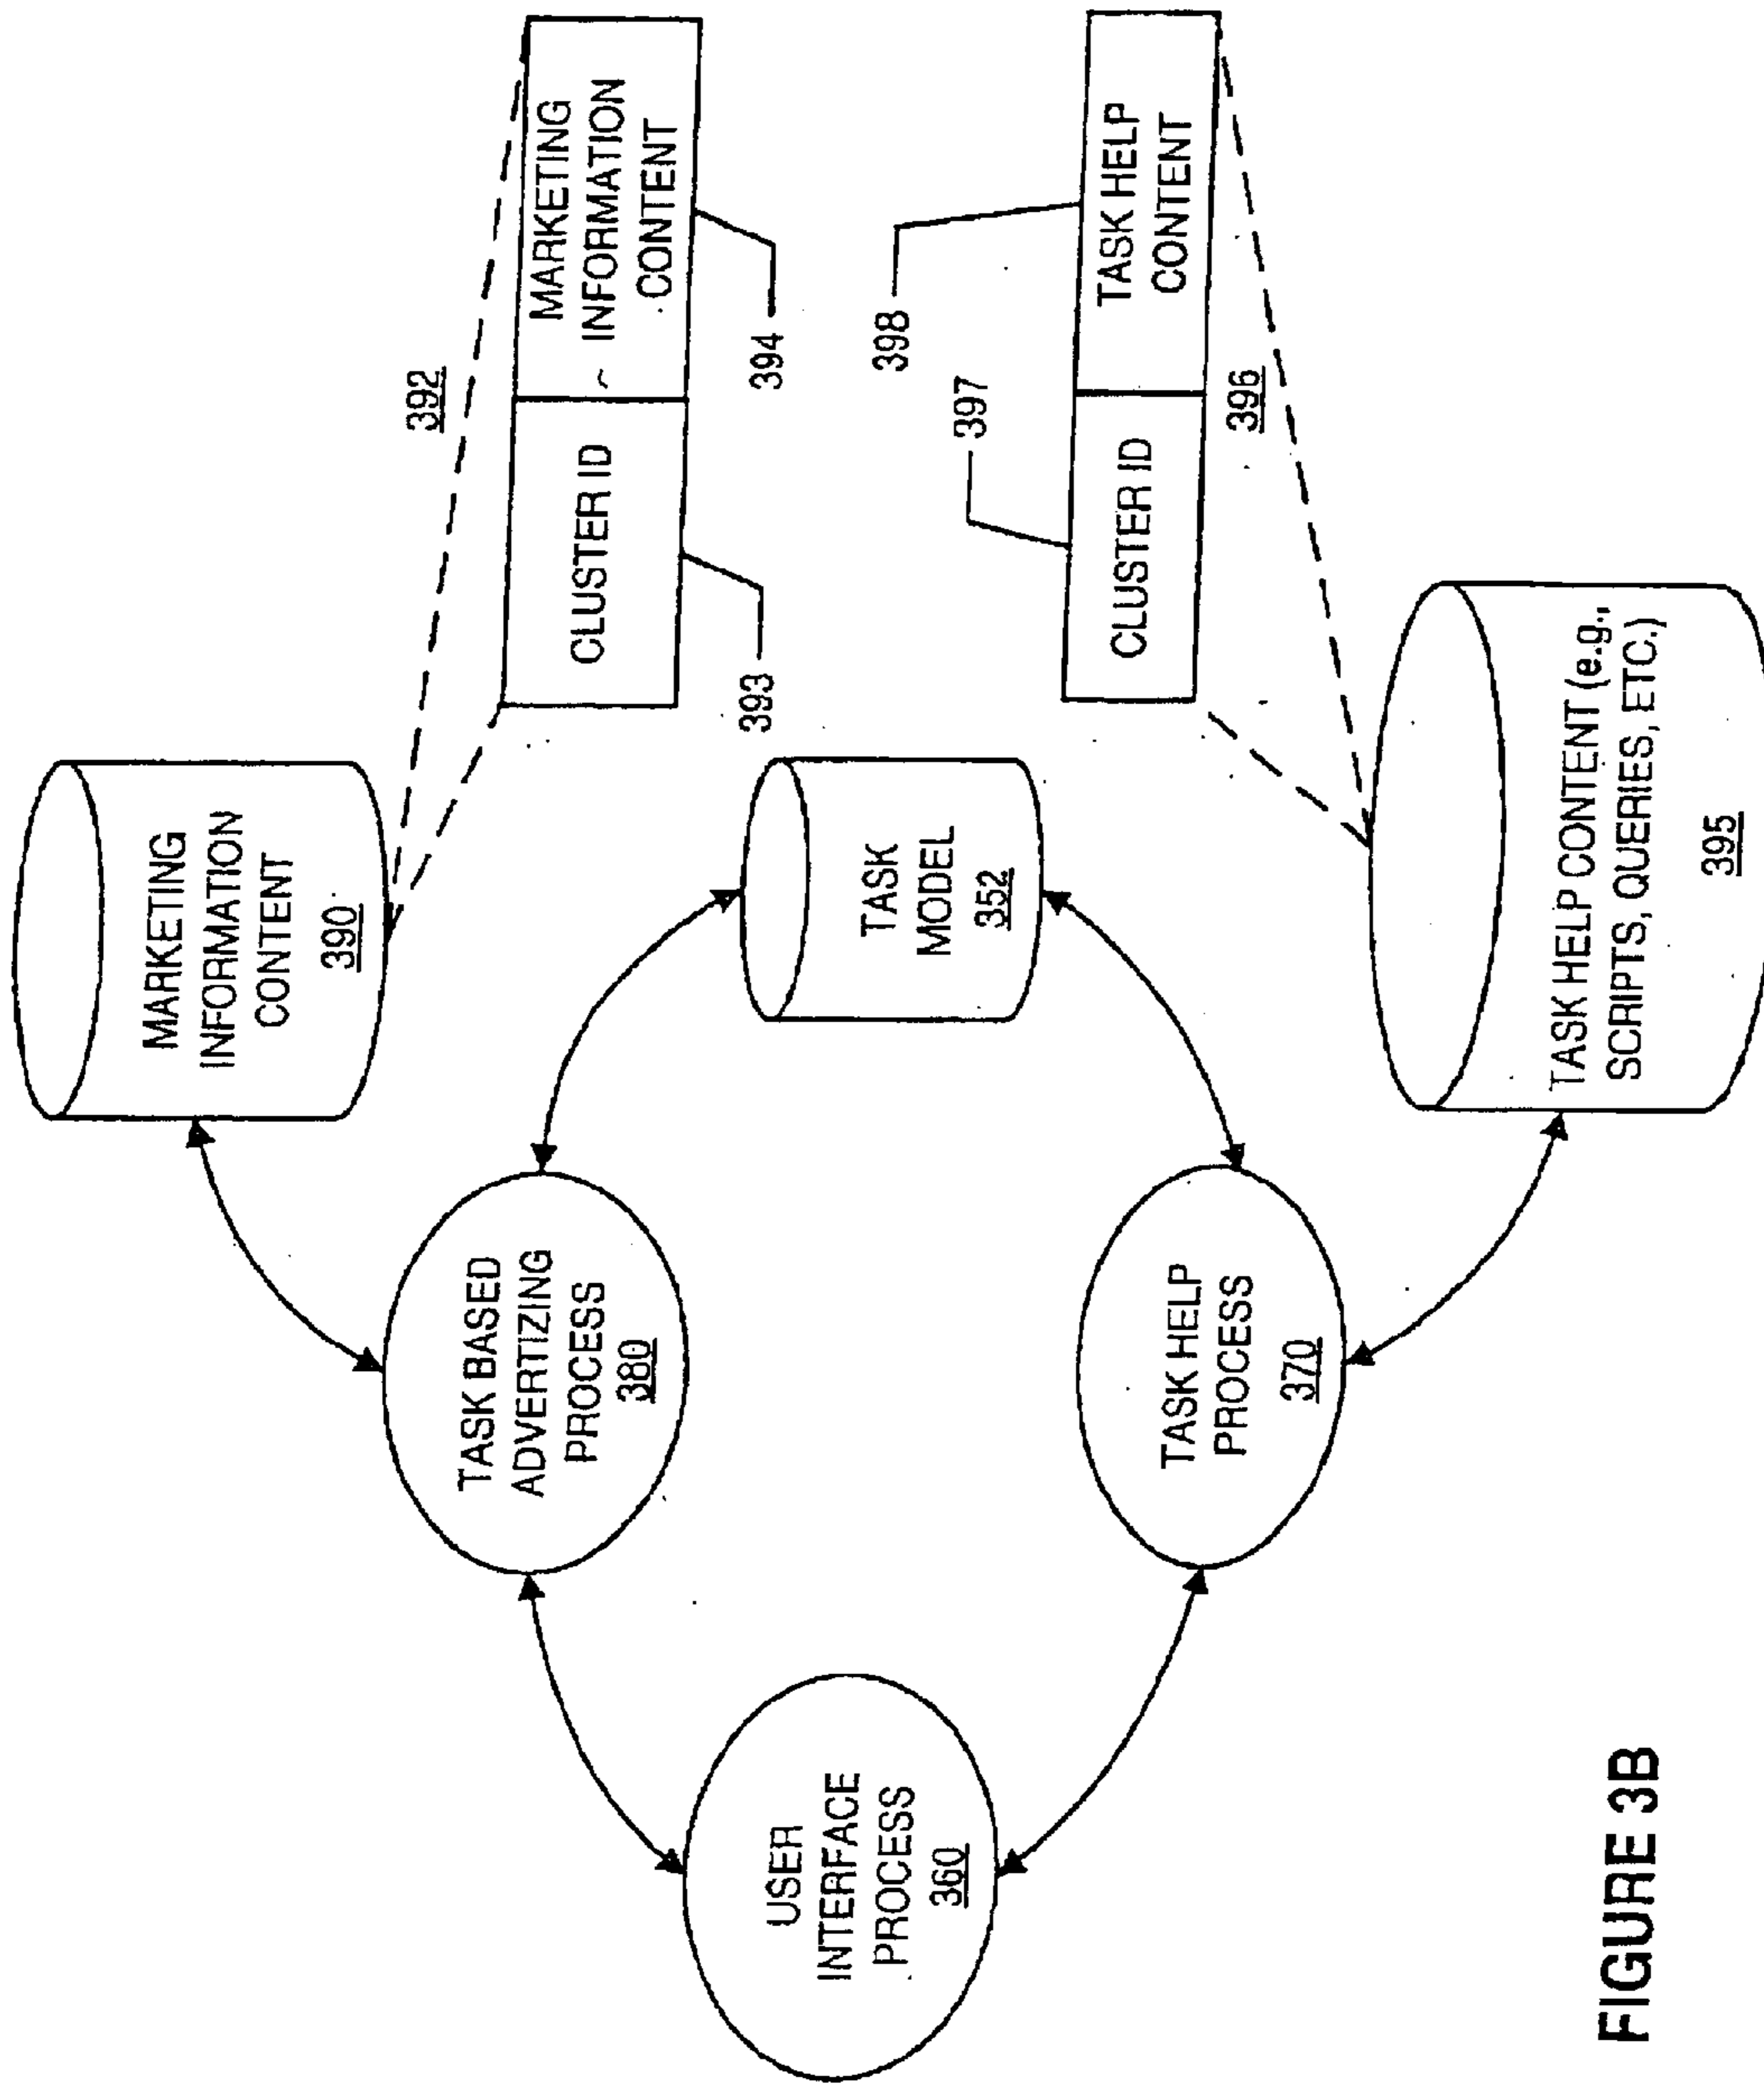 MARKETING
INFORMATION
CONTENT
390
392
CLUSTER ID
MARKETING
INFORMATION
CONTENT
393
394
TASK BASED
ADVERTIZING
PROCESS
380
USER
INTERFACE
PROCESS
360
TASK
MODEL
352
397
398
CLUSTER ID
TASK HELP
CONTENT
396
TASK HELP
PROCESS
370
TASK HELP CONTENT (e.g.,
SCRIPTS, QUERIES, ETC.)
395
FIGURE 3B